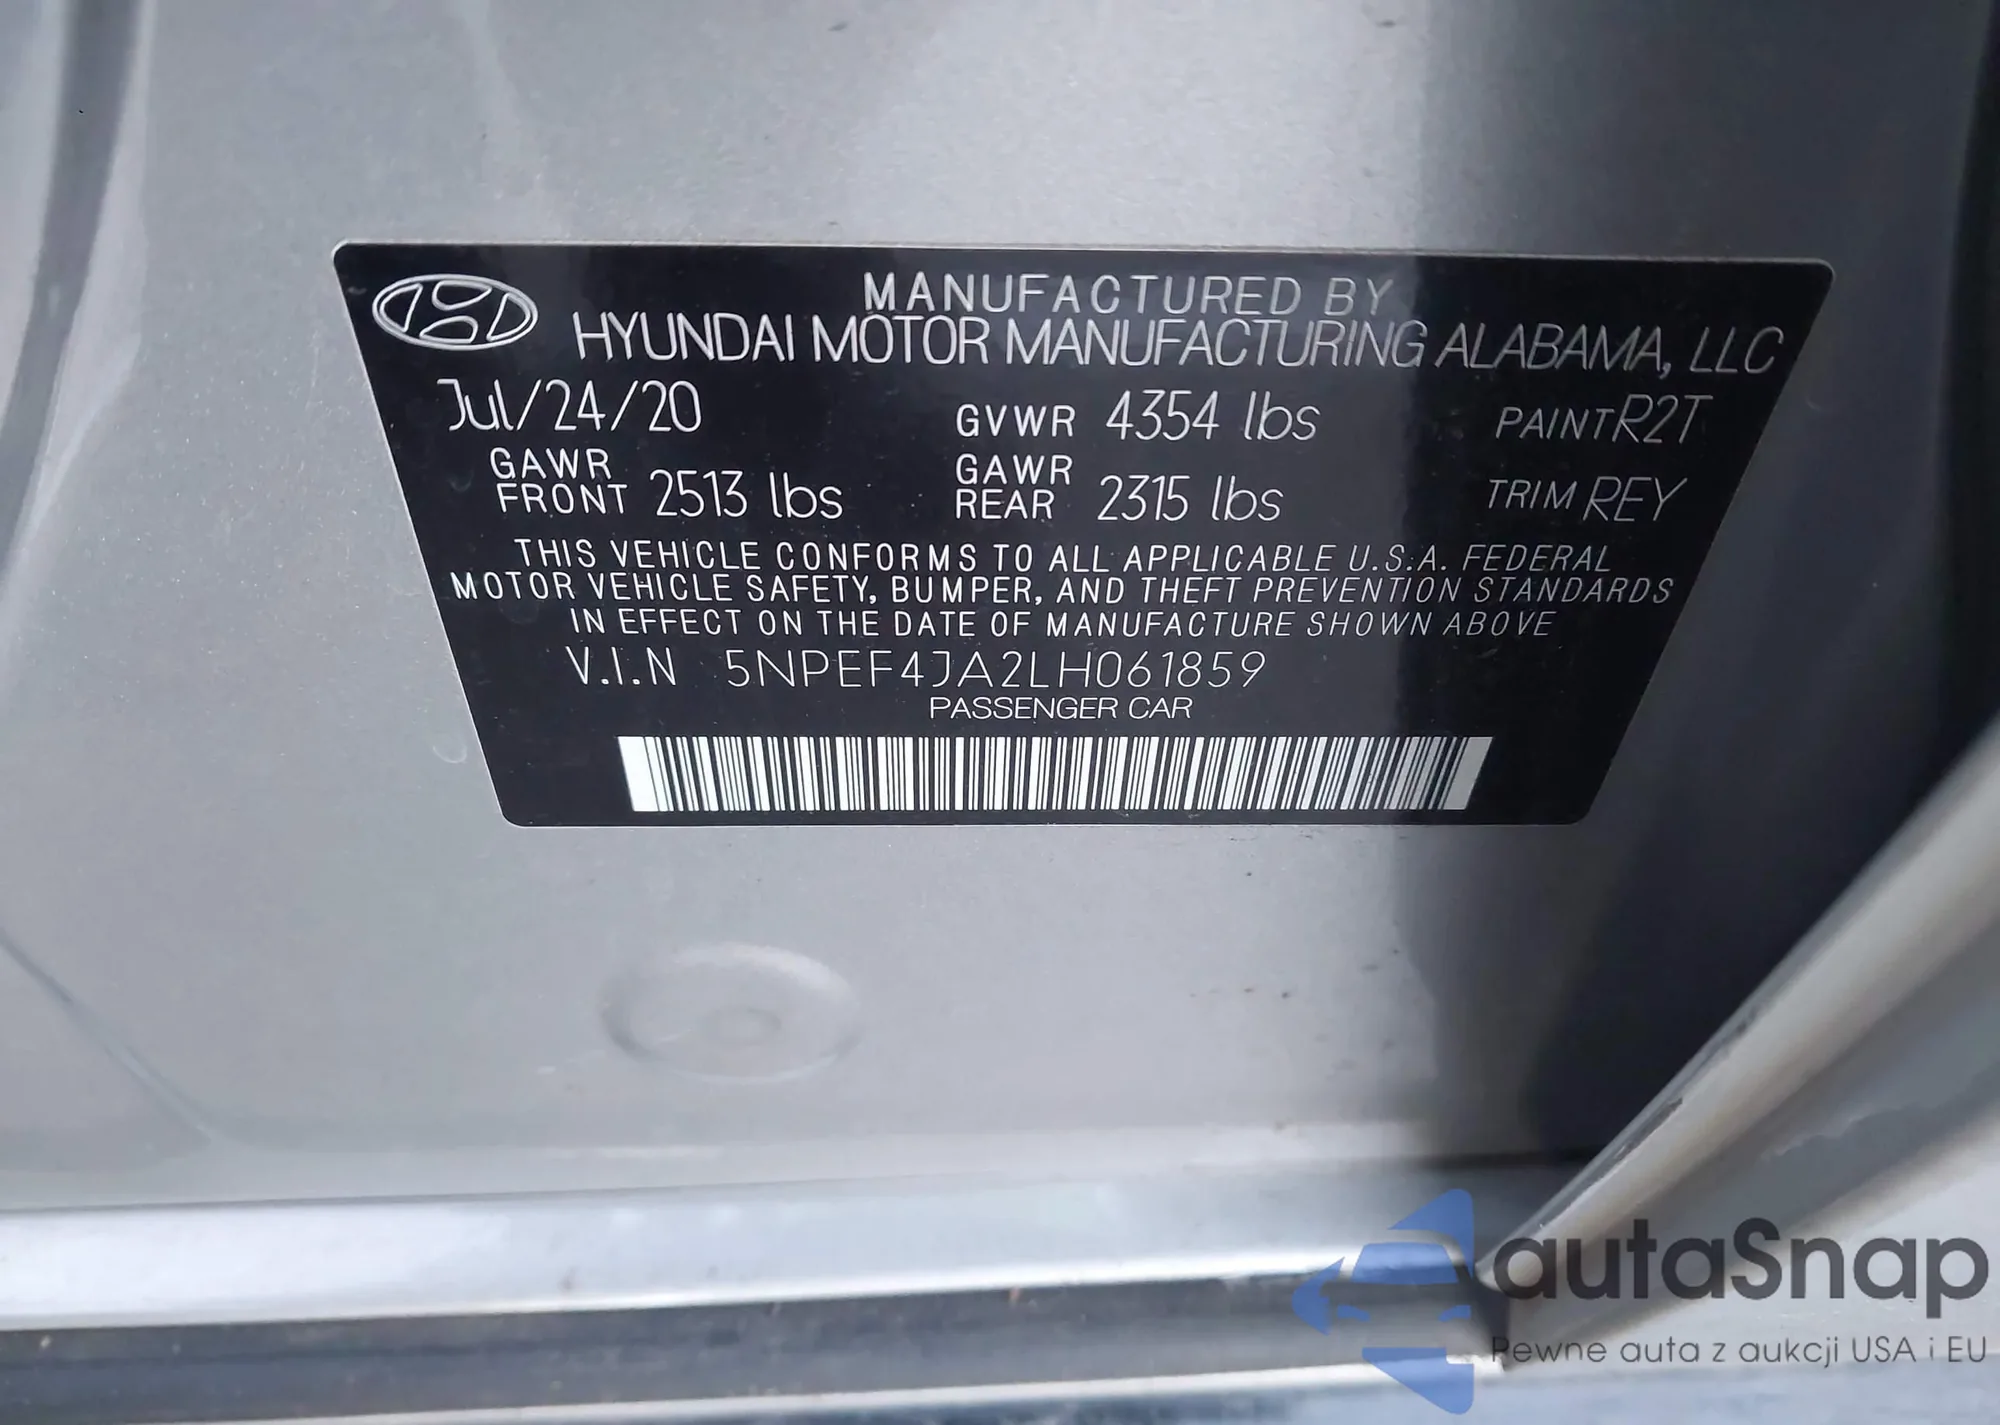 MANUFACTURED BY
HYUNDAI MOTOR MANUFACTURING ALABAMA, LLC
Jul/24/20 GVWR 4354 lbs PAINT R2T
GAWR FRONT 2513 lbs GAWR REAR 2315 lbs TRIM REY
THIS VEHICLE CONFORMS TO ALL APPLICABLE U.S.A. FEDERAL
MOTOR VEHICLE SAFETY, BUMPER, AND THEFT PREVENTION STANDARDS
IN EFFECT ON THE DATE OF MANUFACTURE SHOWN ABOVE
V.I.N 5NPEF4JA2LH061859
PASSENGER CAR
autaSnap
Pewne auta z aukcji USA i EU